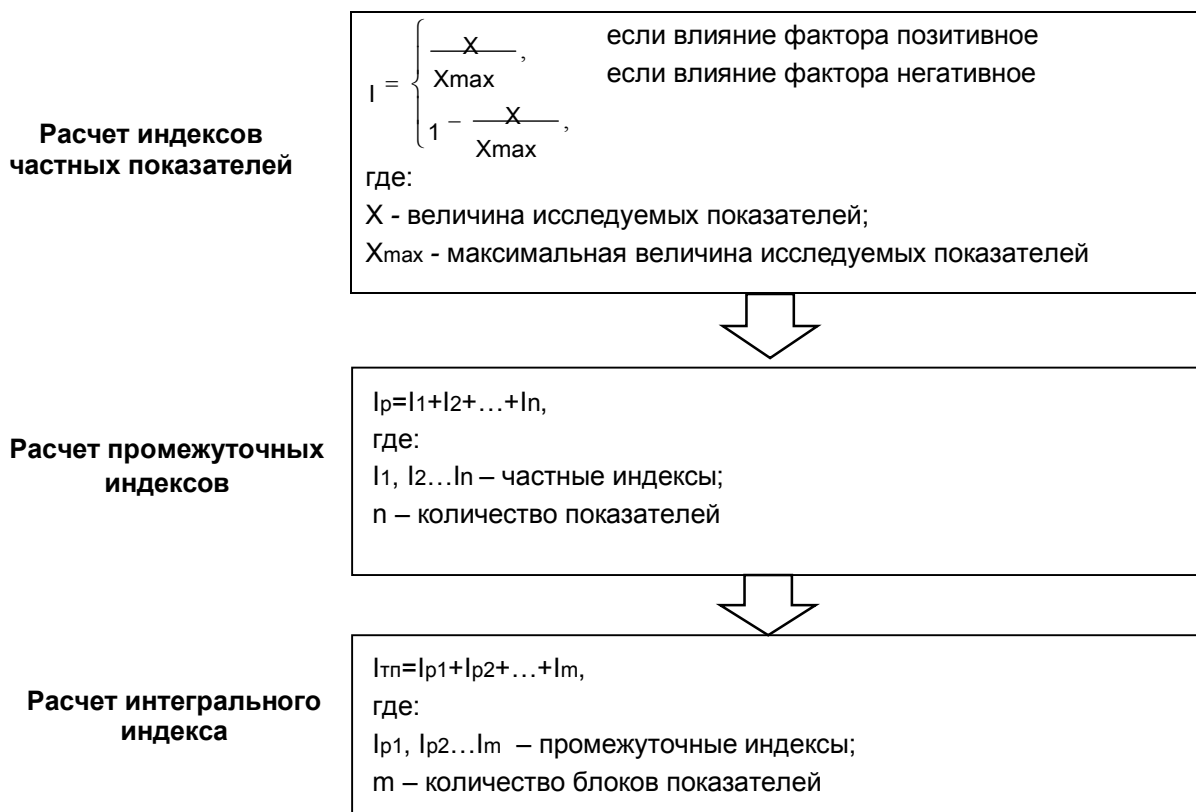 Расчет индексов
частных показателей
I = { X / Xmax , если влияние фактора позитивное
1 − X / Xmax , если влияние фактора негативное
где:
X - величина исследуемых показателей;
Xmax - максимальная величина исследуемых показателей
Расчет промежуточных
индексов
Ip=I1+I2+…+In,
где:
I1, I2…In – частные индексы;
n – количество показателей
Расчет интегрального
индекса
Iтп=Ip1+Ip2+…+Im,
где:
Ip1, Ip2…Im – промежуточные индексы;
m – количество блоков показателей